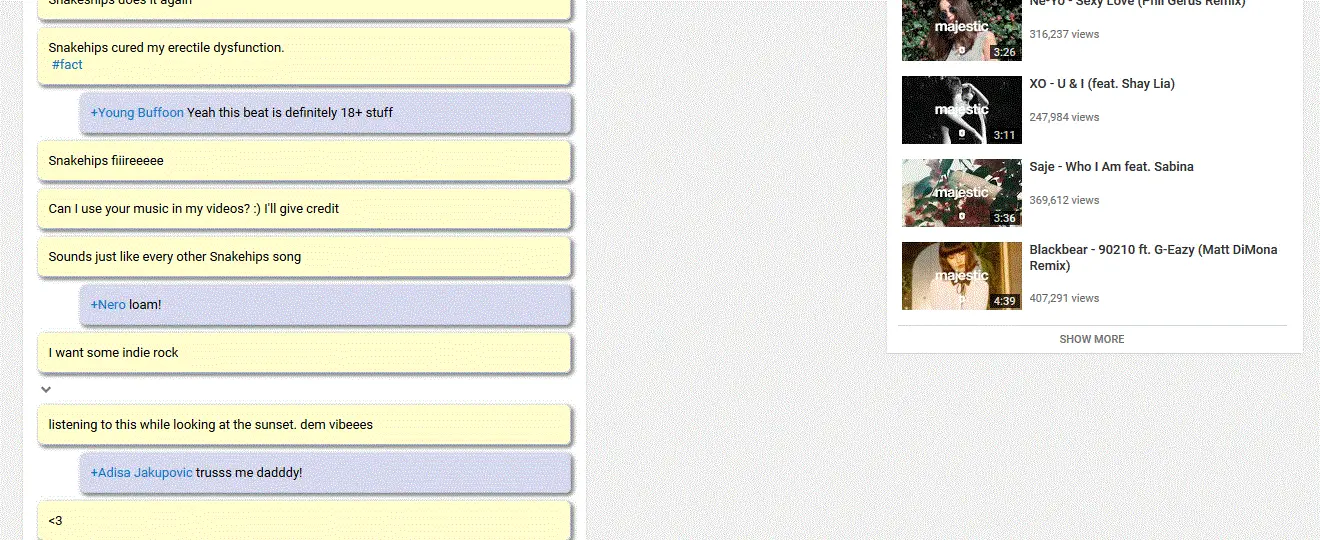 Snakeships does it again
Snakehips cured my erectile dysfunction.
#fact
+Young Buffoon Yeah this beat is definitely 18+ stuff
Snakehips fiiireeeee
Can I use your music in my videos? :) I'll give credit
Sounds just like every other Snakehips song
+Nero loam!
I want some indie rock
listening to this while looking at the sunset. dem vibeees
+Adisa Jakupovic trusss me dadddy!
<3
Ne-Yo - Sexy Love (Phil Gerus Remix)
majestic
316,237 views
3:26
XO - U & I (feat. Shay Lia)
majestic
247,984 views
3:11
Saje - Who I Am feat. Sabina
majestic
369,612 views
3:36
Blackbear - 90210 ft. G-Eazy (Matt DiMona
Remix)
majestic
407,291 views
4:39
SHOW MORE